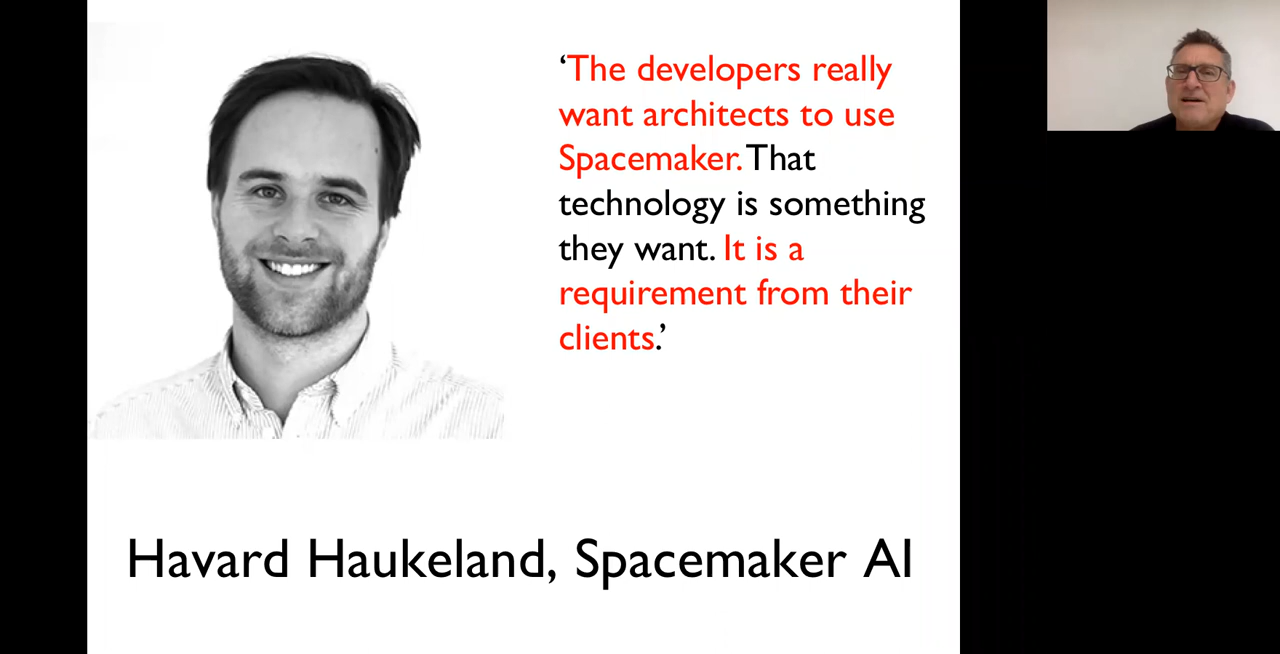 ‘The developers really
want architects to use
Spacemaker. That
technology is something
they want. It is a
requirement from their
clients.’
Havard Haukeland, Spacemaker AI